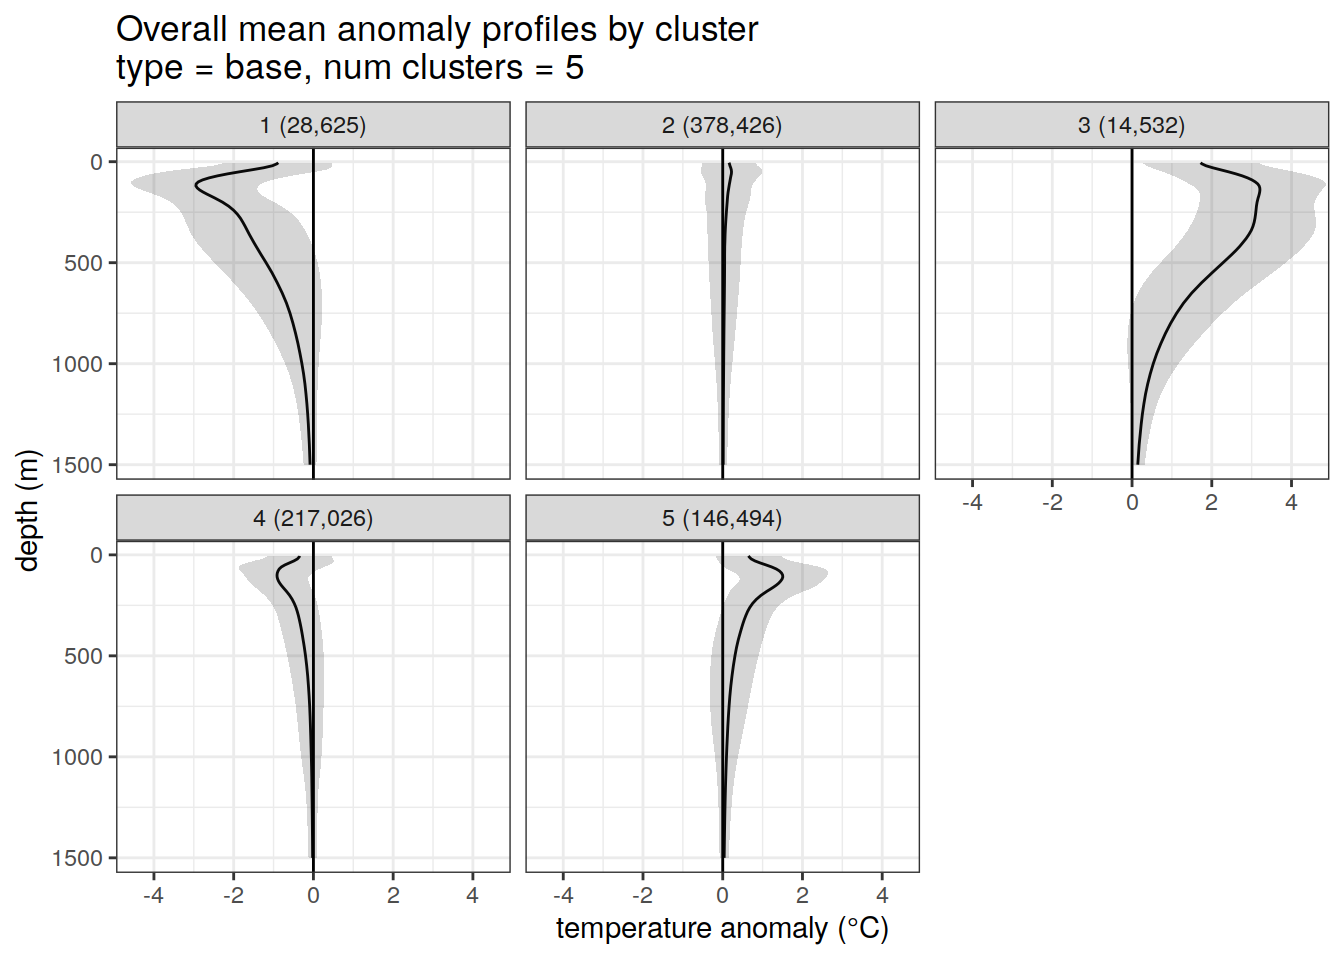 Overall mean anomaly profiles by cluster
type = base, num clusters = 5
1 (28,625)
2 (378,426)
3 (14,532)
0
500
1000
1500
-4 -2 0 2 4
4 (217,026)
5 (146,494)
0
500
1000
1500
-4 -2 0 2 4
-4 -2 0 2 4
depth (m)
temperature anomaly (°C)